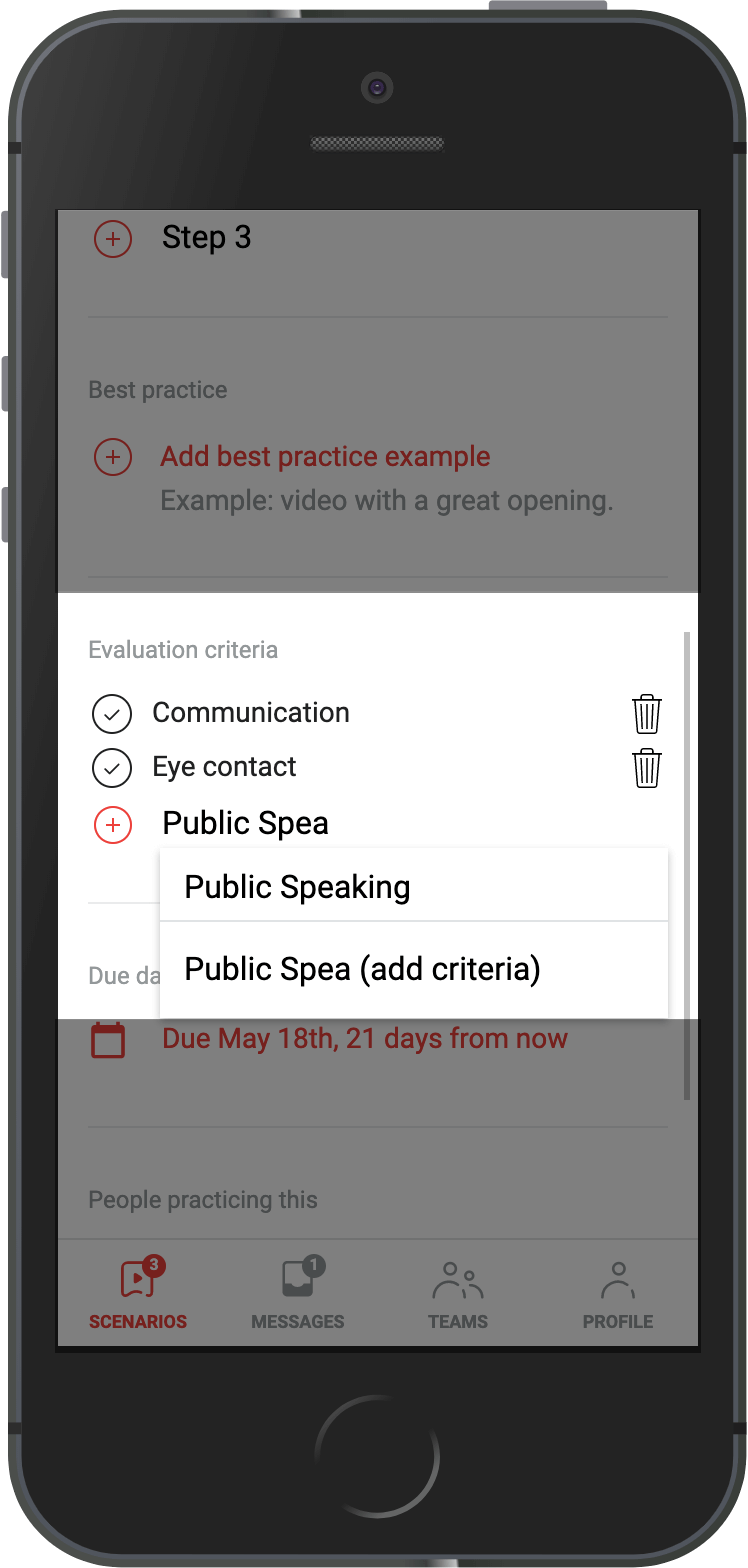 Step 3
Best practice
Add best practice example
Example: video with a great opening.
Evaluation criteria
Communication
Eye contact
Public Spea
Public Speaking
Public Spea (add criteria)
Due da
Due May 18th, 21 days from now
People practicing this
3
1
SCENARIOS MESSAGES TEAMS PROFILE